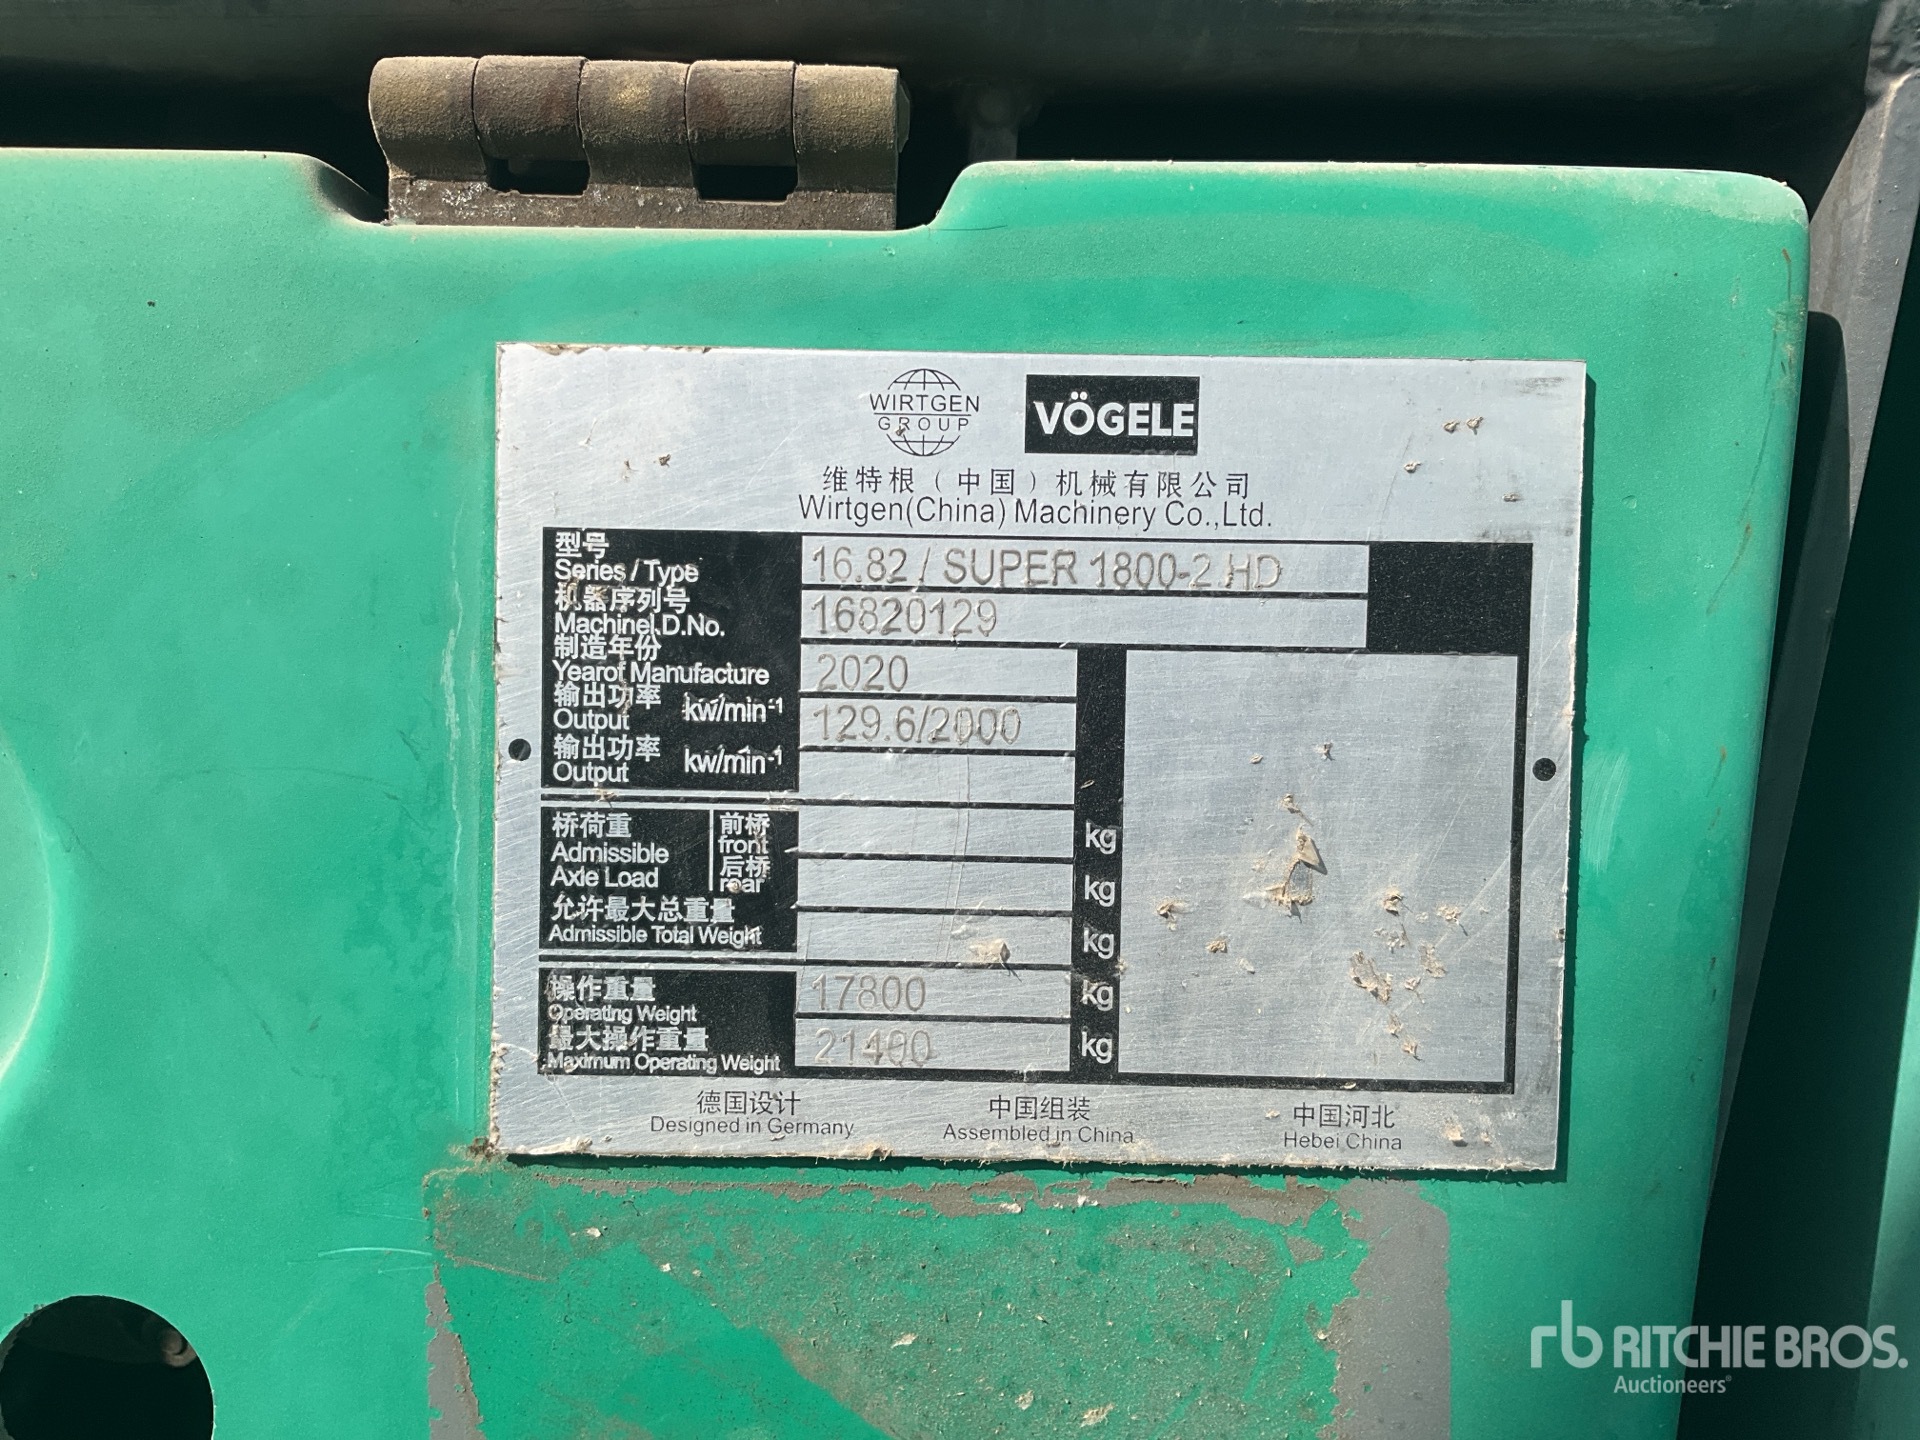 WIRTGEN
GROUP
VÖGELE
维特根（中国）机械有限公司
Wirtgen(China) Machinery Co.,Ltd.
型号
Series/Type 16.82 / SUPER 1800-2 HD
机器序列号
MachineI.D.No. 16820129
制造年份
Yearof Manufacture 2020
输出功率
Output kw/min-1 129.6/2000
输出功率
Output kw/min-1
桥荷重 前桥
Admissible front kg
Axle Load 后桥
rear kg
允许最大总重量
Admissible Total Weight kg
操作重量
Operating Weight 17800 kg
最大操作重量
Maximum Operating Weight 21400 kg
德国设计 中国组装 中国河北
Designed in Germany Assembled in China Hebei China
rb RITCHIE BROS.
Auctioneers